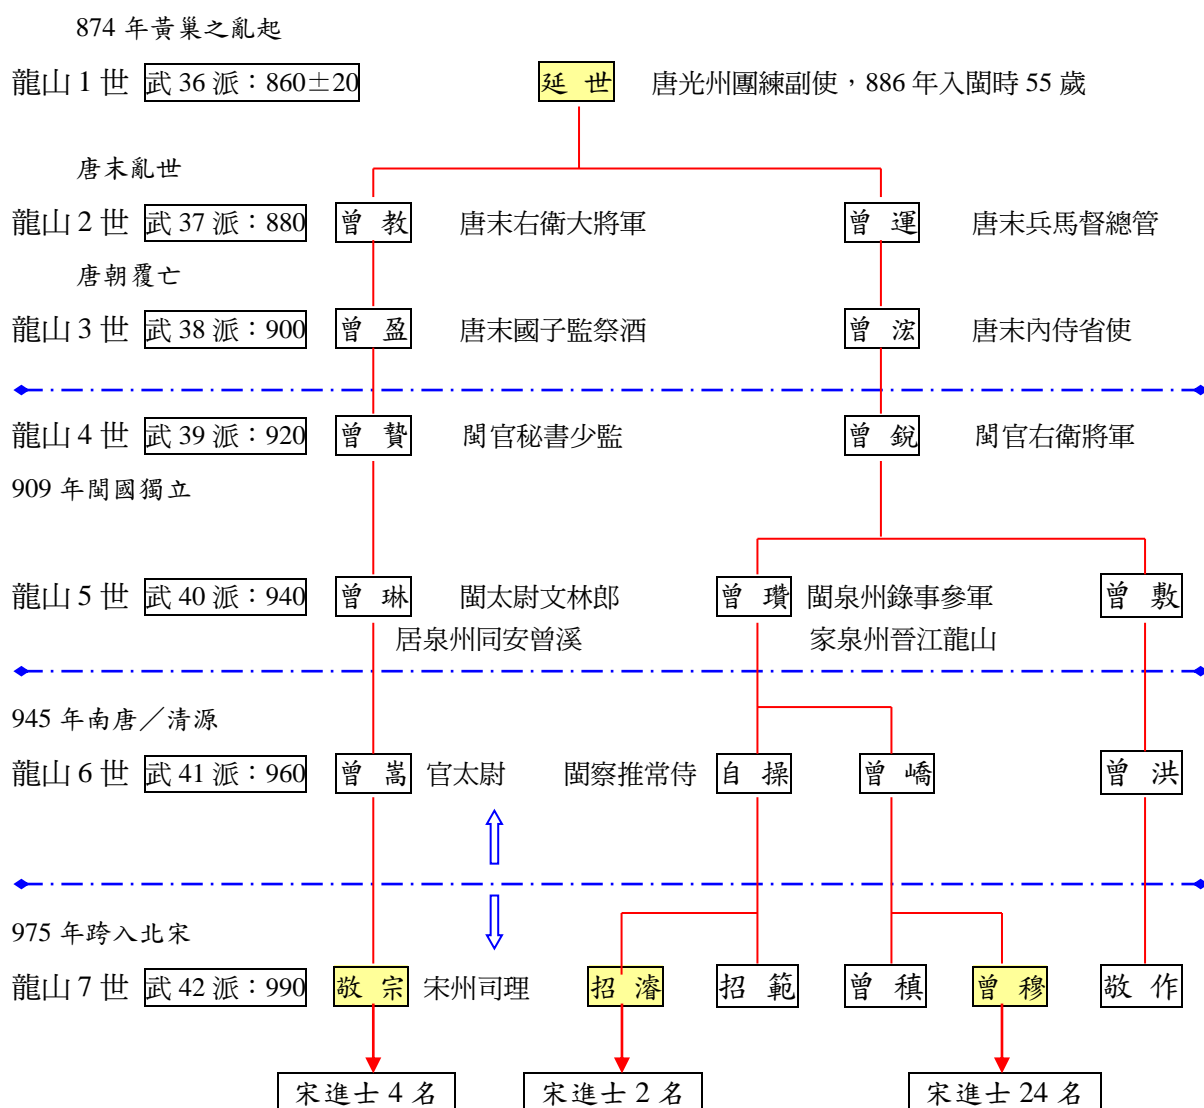 874 年黃巢之亂起
龍山 1 世 武 36 派：860±20 延 世 唐光州團練副使，886 年入閩時 55 歲
唐末亂世
龍山 2 世 武 37 派：880 曾 教 唐末右衛大將軍 曾 運 唐末兵馬督總管
唐朝覆亡
龍山 3 世 武 38 派：900 曾 盈 唐末國子監祭酒 曾 浤 唐末內侍省使
龍山 4 世 武 39 派：920 曾 贄 閩官秘書少監 曾 銳 閩官右衛將軍
909 年閩國獨立
龍山 5 世 武 40 派：940 曾 琳 閩太尉文林郎 曾 瓚 閩泉州錄事參軍 曾 敷
居泉州同安曾溪 家泉州晉江龍山
945 年南唐／清源
龍山 6 世 武 41 派：960 曾 嵩 官太尉 閩察推常侍 自 操 曾 嶠 曾 洪
975 年跨入北宋
龍山 7 世 武 42 派：990 敬 宗 宋州司理 招 濬 招 範 曾 稹 曾 穆 敬 作
宋進士 4 名 宋進士 2 名 宋進士 24 名